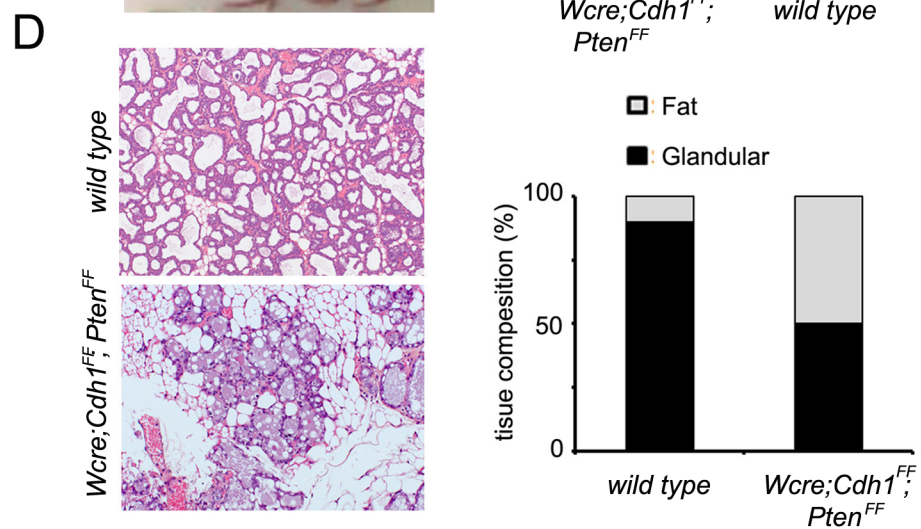 D
Wcre;Cdh1
;
wild type
Pten^FF
wild type
Wcre;Cdh1^FF; Pten^FF
Fat
Glandular
tisue compesition (%)
100
50
0
wild type
Wcre;Cdh1^FF;
Pten^FF